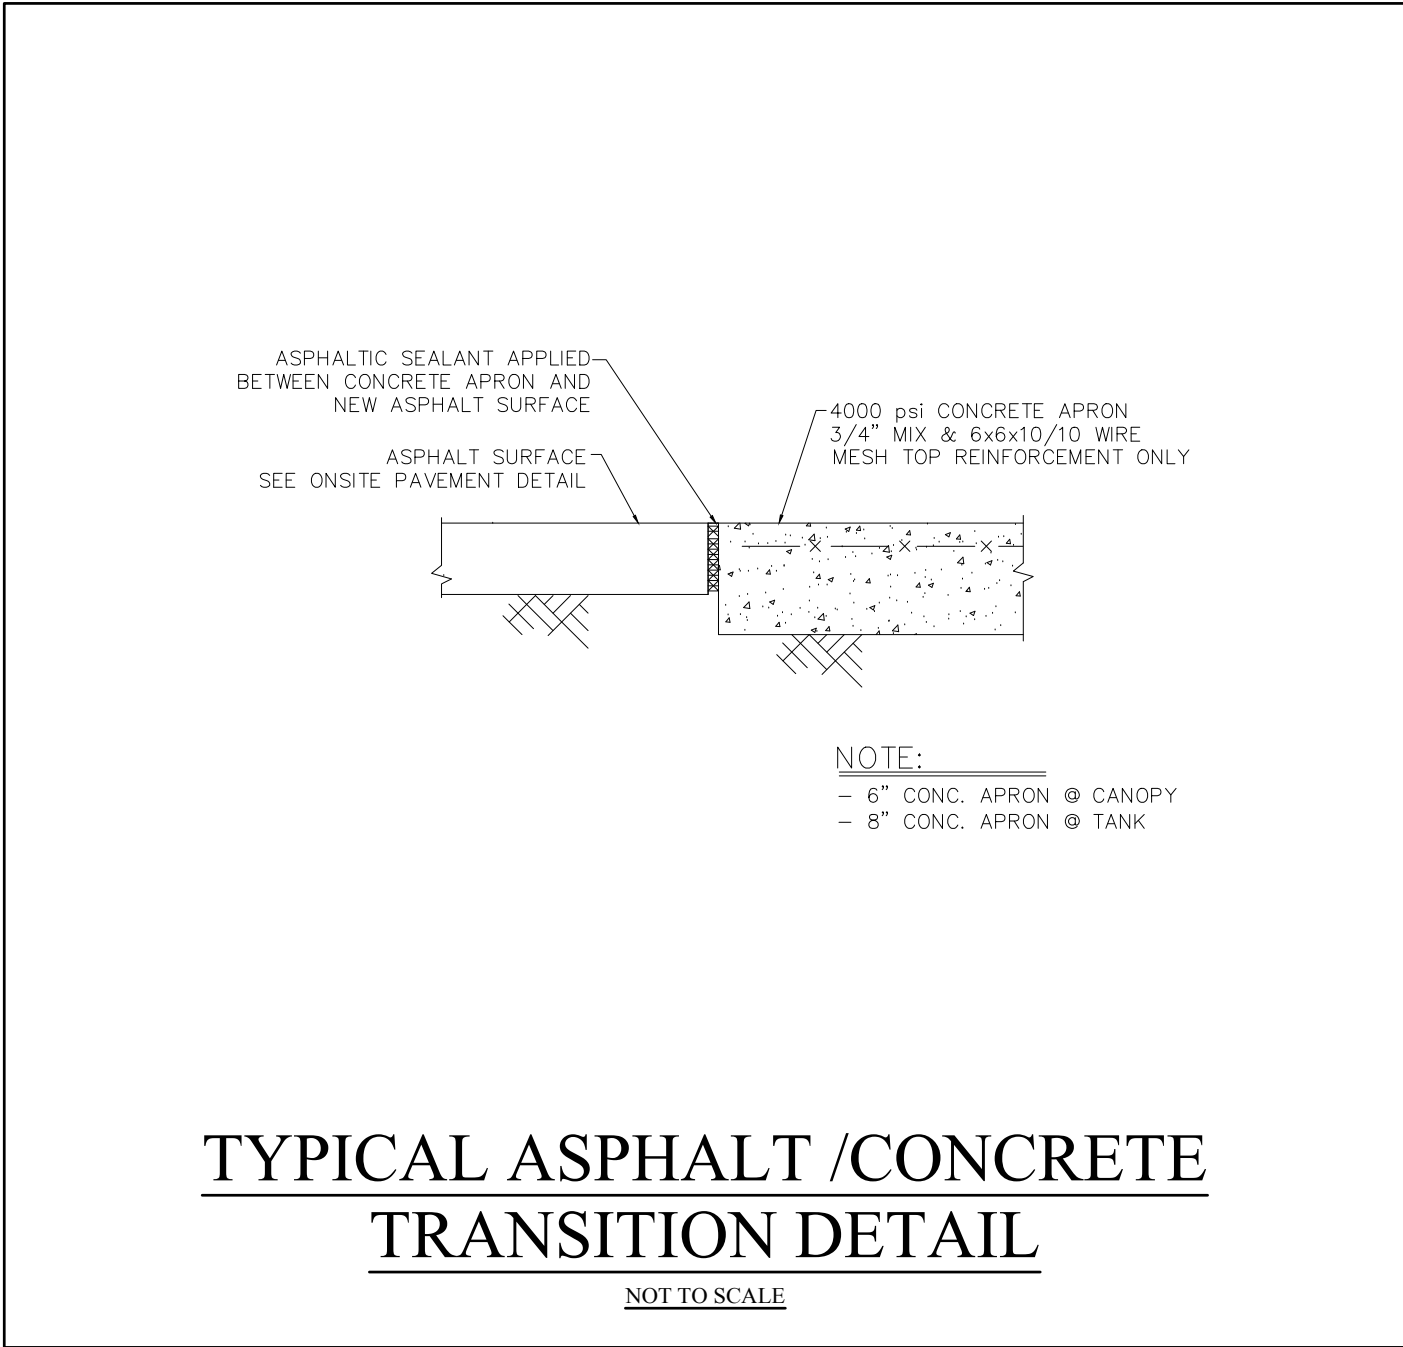 ASPHALTIC SEALANT APPLIED
BETWEEN CONCRETE APRON AND
NEW ASPHALT SURFACE
ASPHALT SURFACE
SEE ONSITE PAVEMENT DETAIL
4000 psi CONCRETE APRON
3/4" MIX & 6x6x10/10 WIRE
MESH TOP REINFORCEMENT ONLY
NOTE:
- 6" CONC. APRON @ CANOPY
- 8" CONC. APRON @ TANK
TYPICAL ASPHALT /CONCRETE
TRANSITION DETAIL
NOT TO SCALE